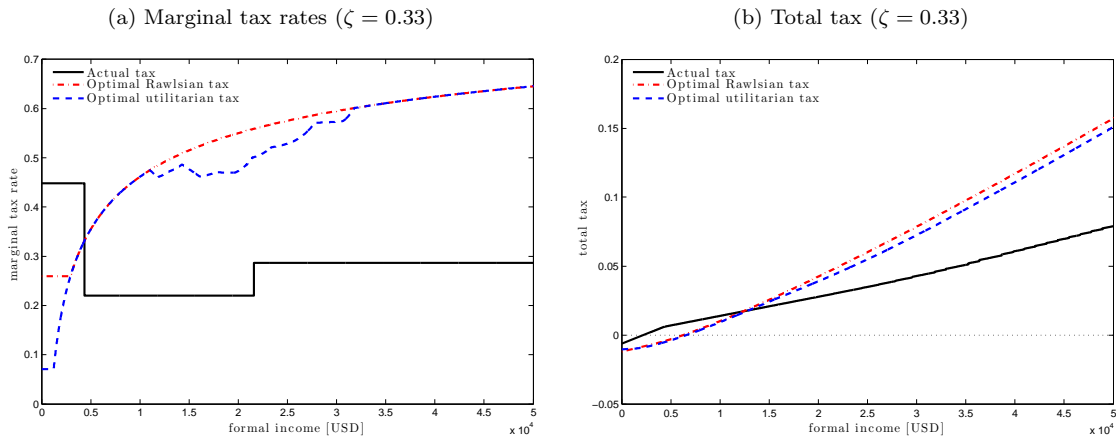 (a) Marginal tax rates (ζ = 0.33)
0.7
0.6
0.5
0.4
0.3
0.2
0.1
0
marginal tax rate
Actual tax
Optimal Rawlsian tax
Optimal utilitarian tax
0 0.5 1 1.5 2 2.5 3 3.5 4 4.5 5
x 10⁴
formal income [USD]
(b) Total tax (ζ = 0.33)
0.2
0.15
0.1
0.05
0
−0.05
total tax
Actual tax
Optimal Rawlsian tax
Optimal utilitarian tax
0 0.5 1 1.5 2 2.5 3 3.5 4 4.5 5
x 10⁴
formal income [USD]